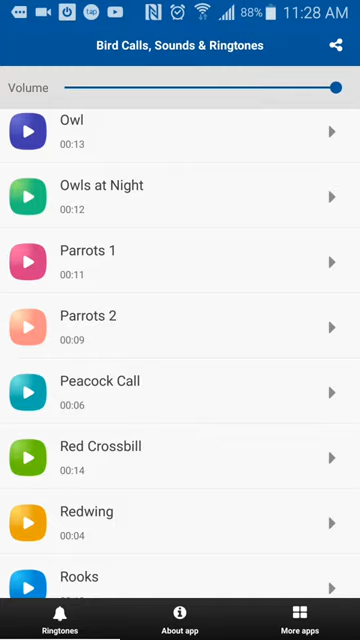 tap
88%
11:28 AM
Bird Calls, Sounds & Ringtones
Volume
Owl
00:13
Owls at Night
00:12
Parrots 1
00:11
Parrots 2
00:09
Peacock Call
00:06
Red Crossbill
00:14
Redwing
00:04
Rooks
Ringtones
About app
More apps